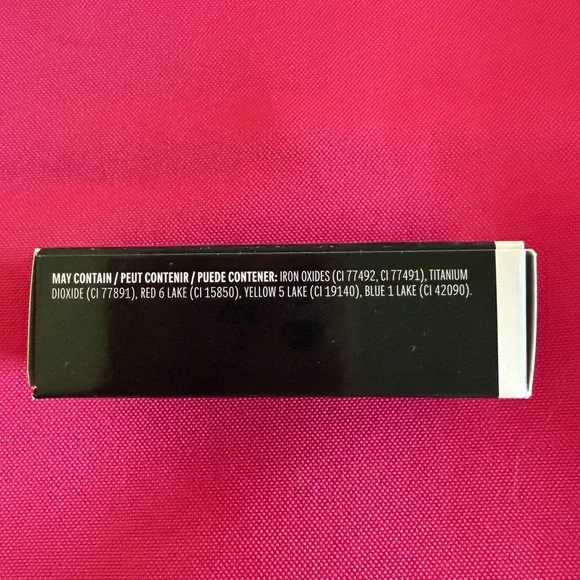 MAY CONTAIN / PEUT CONTENIR / PUEDE CONTENER: IRON OXIDES (CI 77492, CI 77491), TITANIUM
DIOXIDE (CI 77891), RED 6 LAKE (CI 15850), YELLOW 5 LAKE (CI 19140), BLUE 1 LAKE (CI 42090).